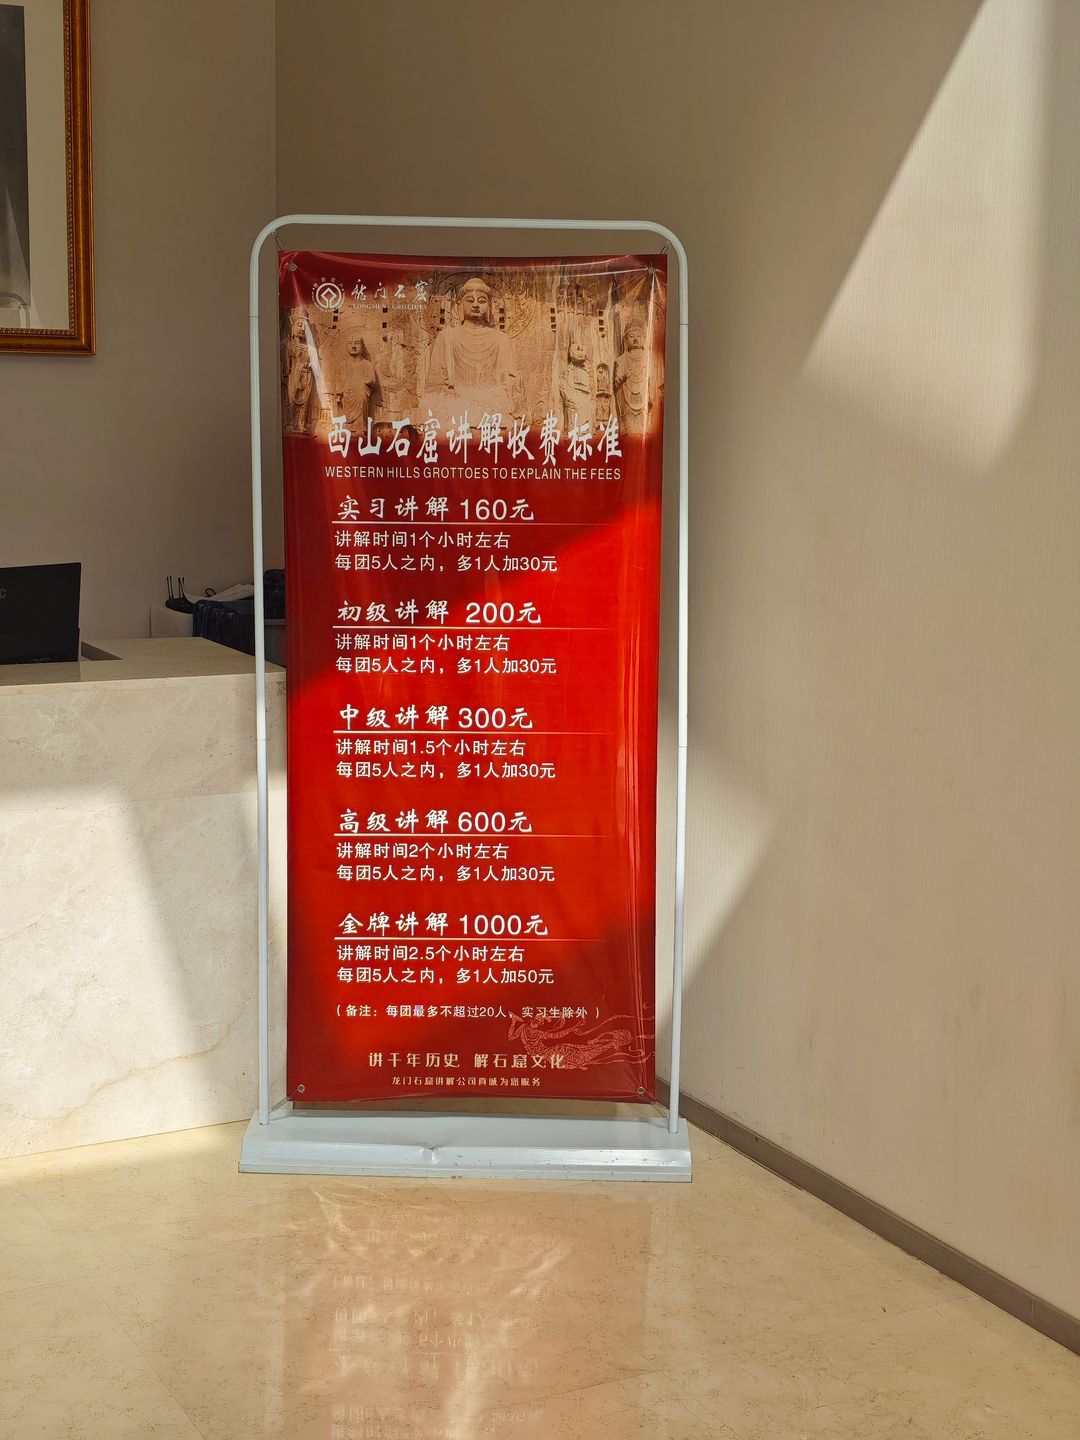 龙门石窟
LONGMEN GROTTOES
西山石窟讲解收费标准
WESTERN HILLS GROTTOES TO EXPLAIN THE FEES
实习讲解 160元
讲解时间1个小时左右
每团5人之内，多1人加30元
初级讲解 200元
讲解时间1个小时左右
每团5人之内，多1人加30元
中级讲解 300元
讲解时间1.5个小时左右
每团5人之内，多1人加30元
高级讲解 600元
讲解时间2个小时左右
每团5人之内，多1人加30元
金牌讲解 1000元
讲解时间2.5个小时左右
每团5人之内，多1人加50元
（备注：每团最多不超过20人，实习生除外）
讲千年历史 解石窟文化
龙门石窟讲解公司真诚为您服务